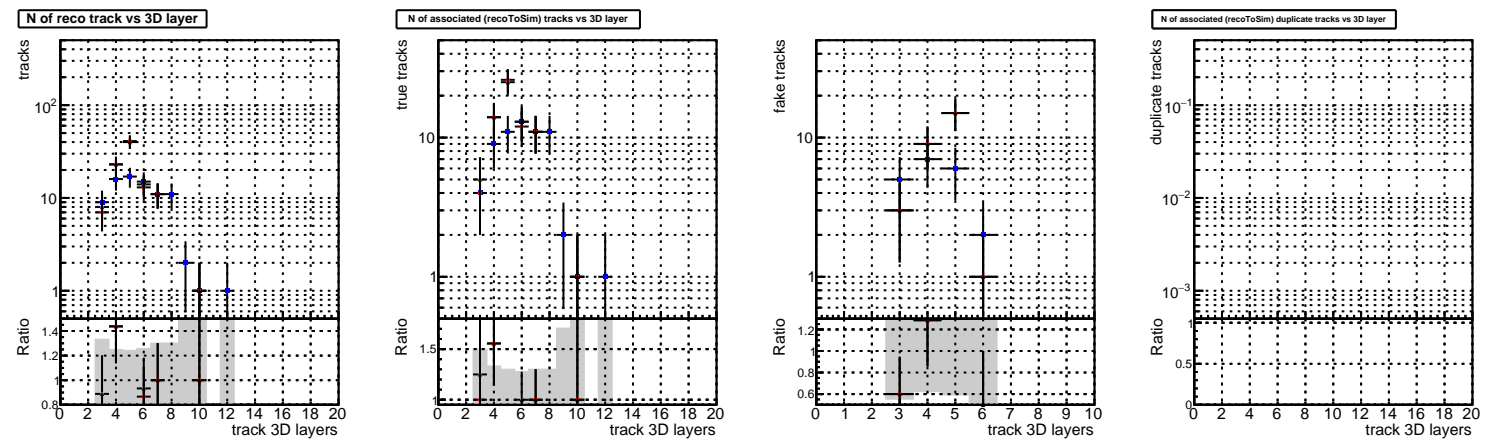 N of reco track vs 3D layer
tracks
10²
10
1
Ratio
1.4
1.2
1
0.8
0 2 4 6 8 10 12 14 16 18 20
track 3D layers
N of associated (recoToSim) tracks vs 3D layer
true tracks
10
1
Ratio
1.5
1
0 2 4 6 8 10 12 14 16 18 20
track 3D layers
fake tracks
10
1
Ratio
1.2
1
0.8
0.6
0 1 2 3 4 5 6 7 8 9 10
track 3D layers
N of associated (recoToSim) duplicate tracks vs 3D layer
duplicate tracks
10⁻¹
10⁻²
10⁻³
Ratio
1
0.5
0
0 2 4 6 8 10 12 14 16 18 20
track 3D layers